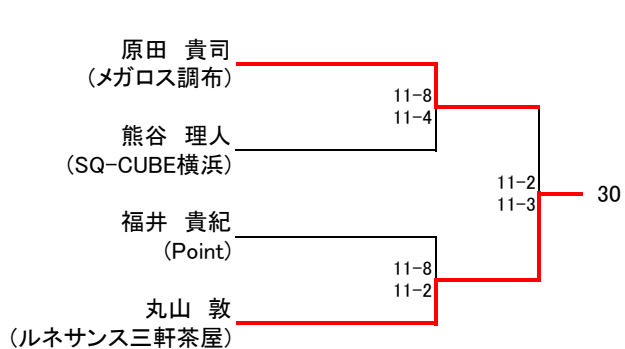 原田　貴司
(メガロス調布)
11-8
11-4
熊谷　理人
(SQ-CUBE横浜)
11-2
11-3
30
福井　貴紀
(Point)
11-8
11-2
丸山　敦
(ルネサンス三軒茶屋)